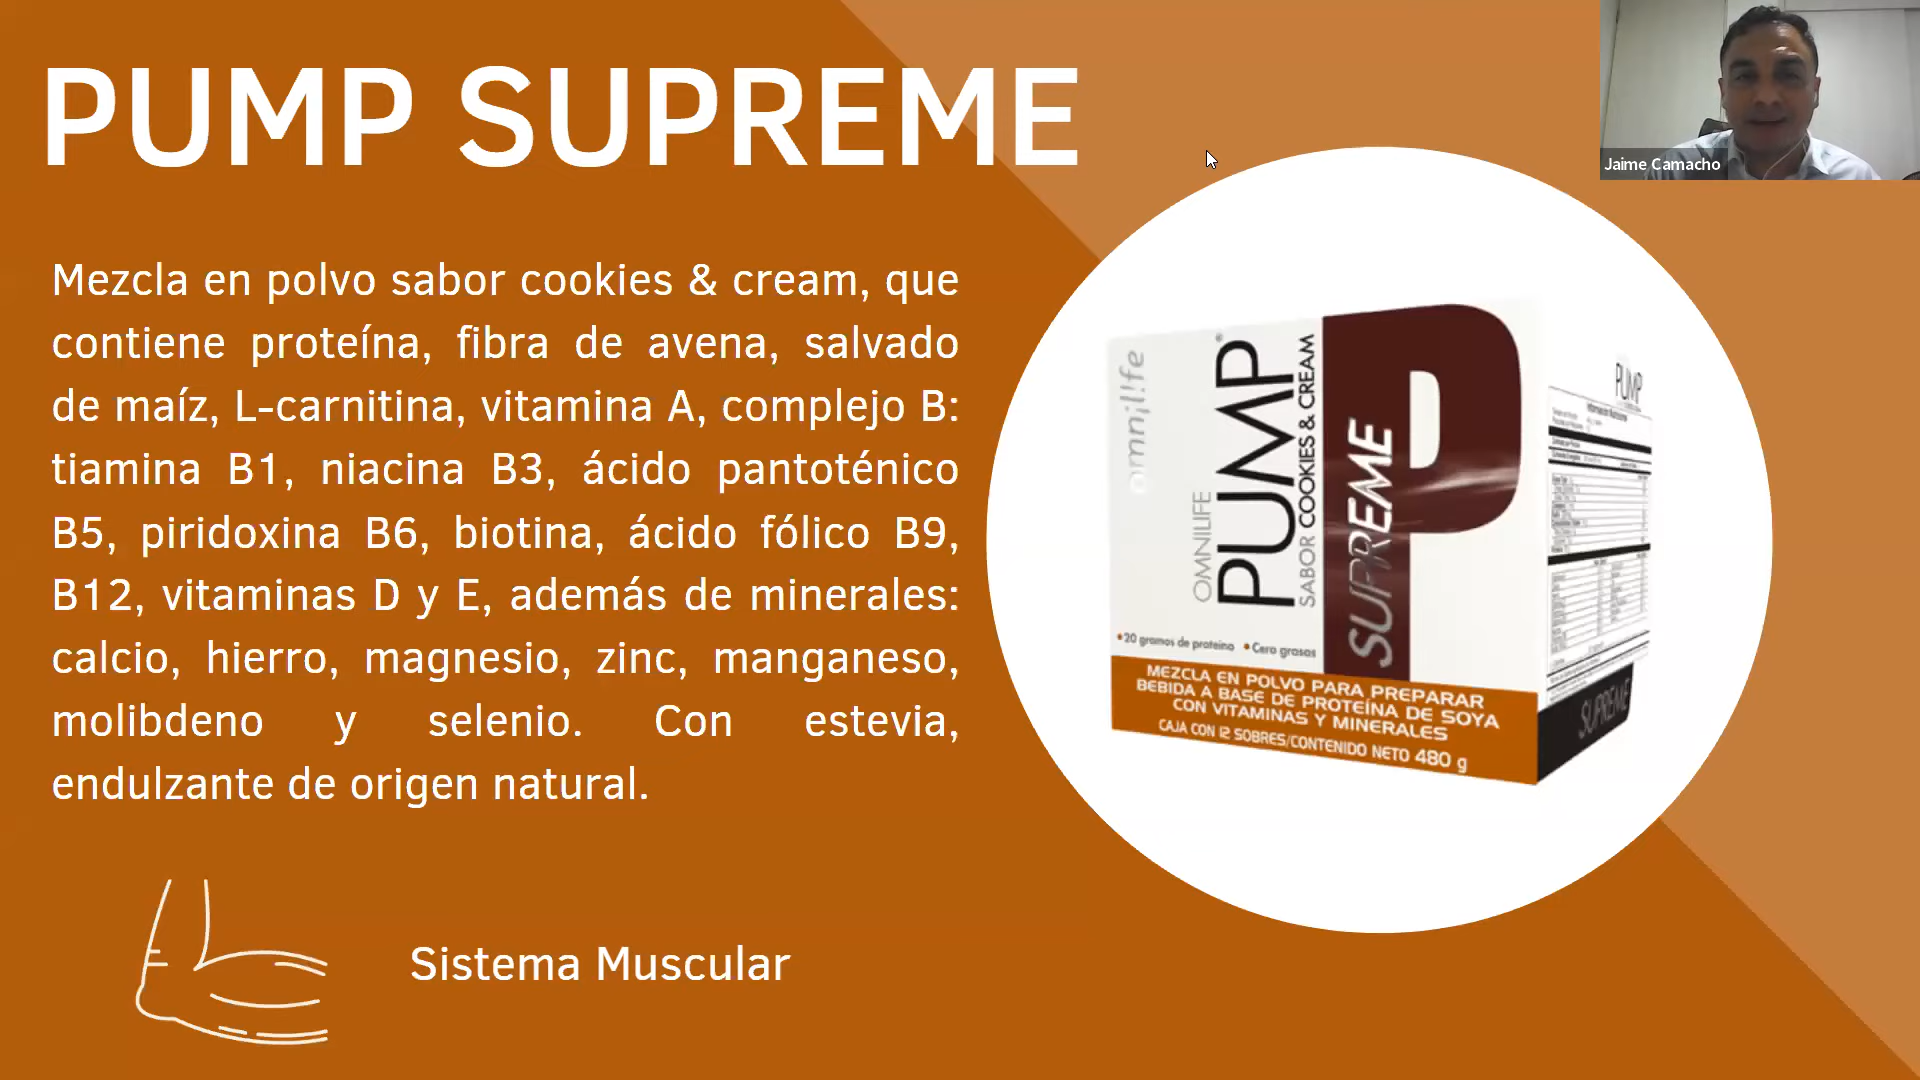 PUMP SUPREME
Jaime Camacho
Mezcla en polvo sabor cookies & cream, que
contiene proteína, fibra de avena, salvado
de maíz, L-carnitina, vitamina A, complejo B:
tiamina B1, niacina B3, ácido pantoténico
B5, piridoxina B6, biotina, ácido fólico B9,
B12, vitaminas D y E, además de minerales:
calcio, hierro, magnesio, zinc, manganeso,
molibdeno y selenio. Con estevia,
endulzante de origen natural.
Sistema Muscular
omnilife
OMNILIFE
PUMP®
SABOR COOKIES & CREAM
SUPREME
•20 gramos de proteína •Cero grasas
MEZCLA EN POLVO PARA PREPARAR
BEBIDA A BASE DE PROTEÍNA DE SOYA
CON VITAMINAS Y MINERALES
CAJA CON 12 SOBRES/CONTENIDO NETO 480 g
PUMP
SUPREME